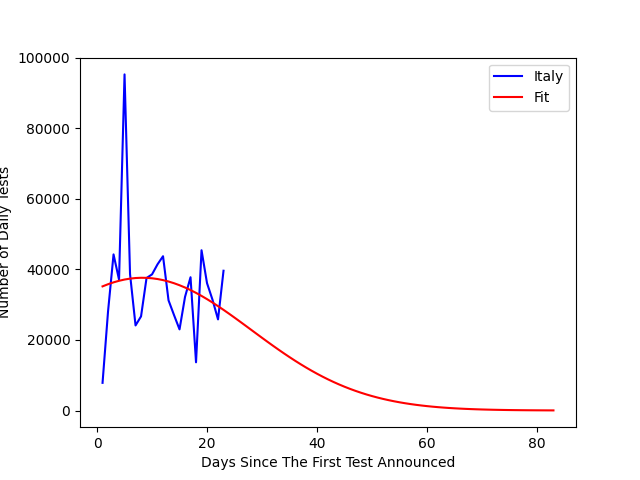 100000
80000
60000
40000
20000
0
Number of Daily Tests
0 20 40 60 80
Days Since The First Test Announced
Italy
Fit